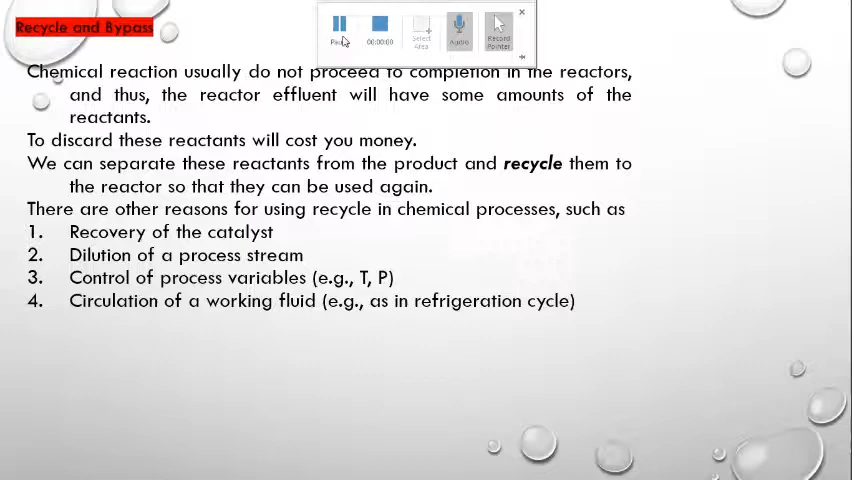 Recycle and Bypass
Pause
00:00:00
Select
Area
Audio
Record
Pointer
Chemical reaction usually do not proceed to completion in the reactors,
and thus, the reactor effluent will have some amounts of the
reactants.
To discard these reactants will cost you money.
We can separate these reactants from the product and recycle them to
the reactor so that they can be used again.
There are other reasons for using recycle in chemical processes, such as
1. Recovery of the catalyst
2. Dilution of a process stream
3. Control of process variables (e.g., T, P)
4. Circulation of a working fluid (e.g., as in refrigeration cycle)